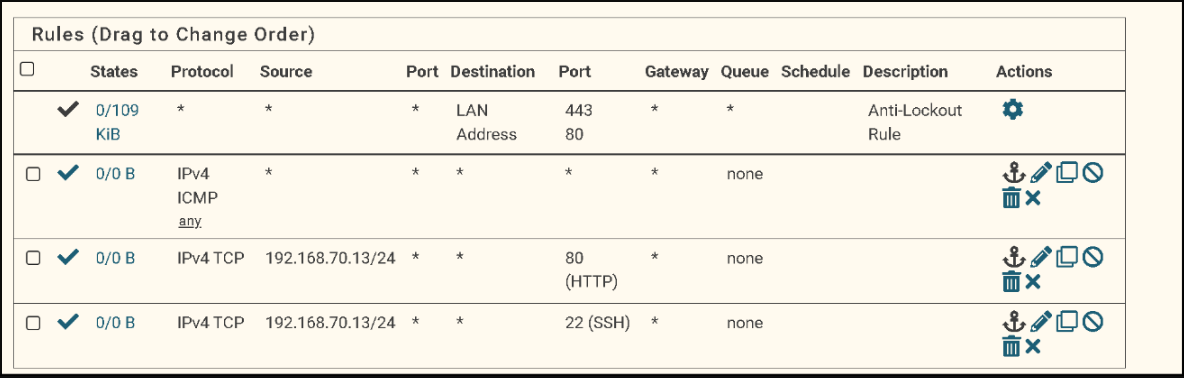 Rules (Drag to Change Order)
States Protocol Source Port Destination Port Gateway Queue Schedule Description Actions
0/109 * * * LAN 443 * * Anti-Lockout
KiB Address 80 Rule
0/0 B IPv4 * * * * * none
ICMP
any
0/0 B IPv4 TCP 192.168.70.13/24 * * 80 * none
(HTTP)
0/0 B IPv4 TCP 192.168.70.13/24 * * 22 (SSH) * none